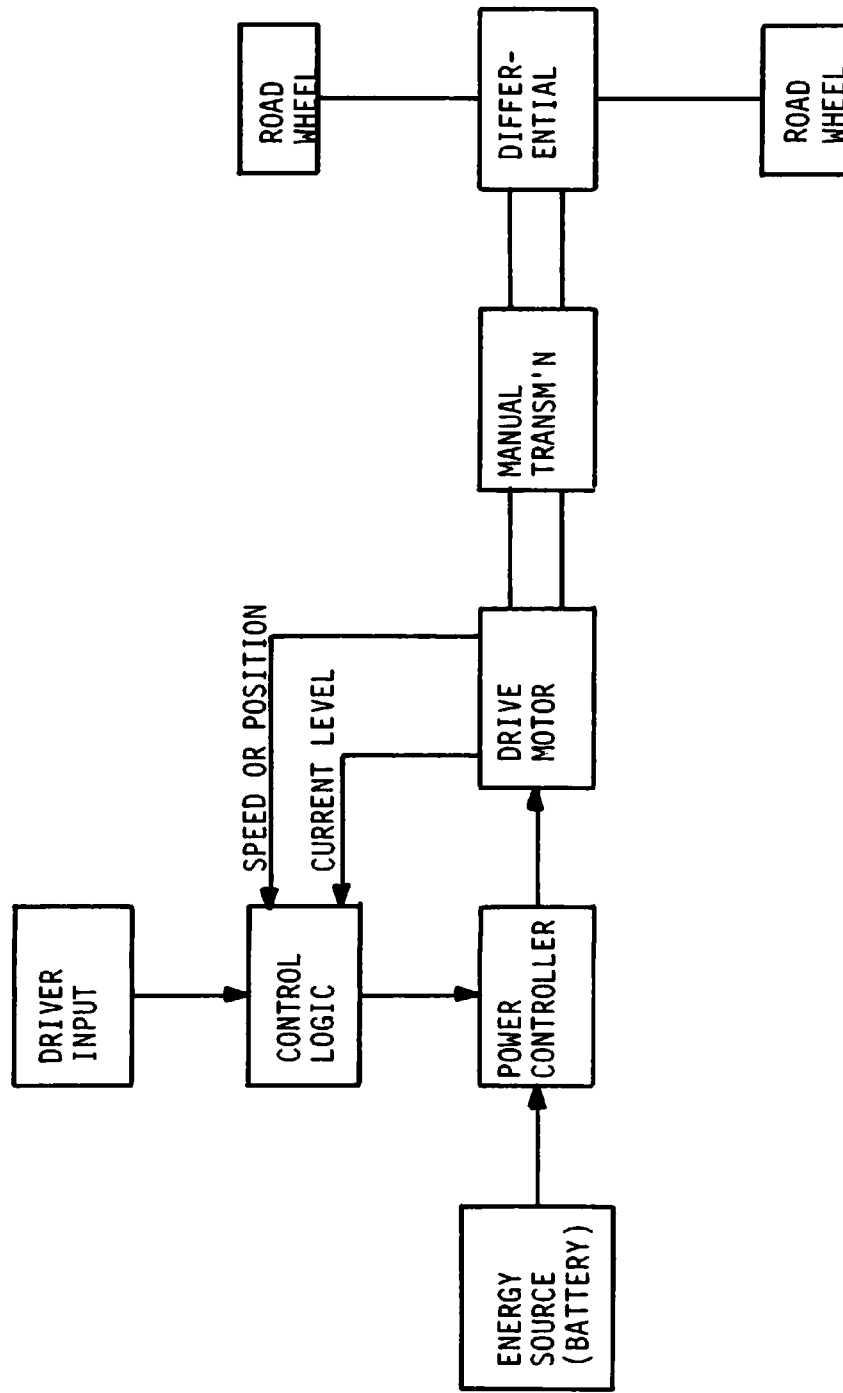 DRIVER
INPUT
CONTROL
LOGIC
SPEED OR POSITION
CURRENT LEVEL
ENERGY
SOURCE
(BATTERY)
POWER
CONTROLLER
DRIVE
MOTOR
MANUAL
TRANSM'N
DIFFER-
ENTIAL
ROAD
WHEEL
ROAD
WHEEL